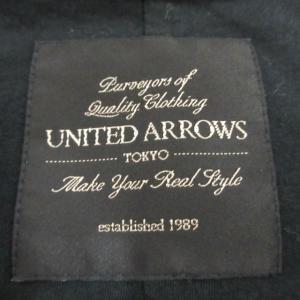 Purveyors of
Quality Clothing
UNITED ARROWS
TOKYO
Make Your Real Style
established 1989